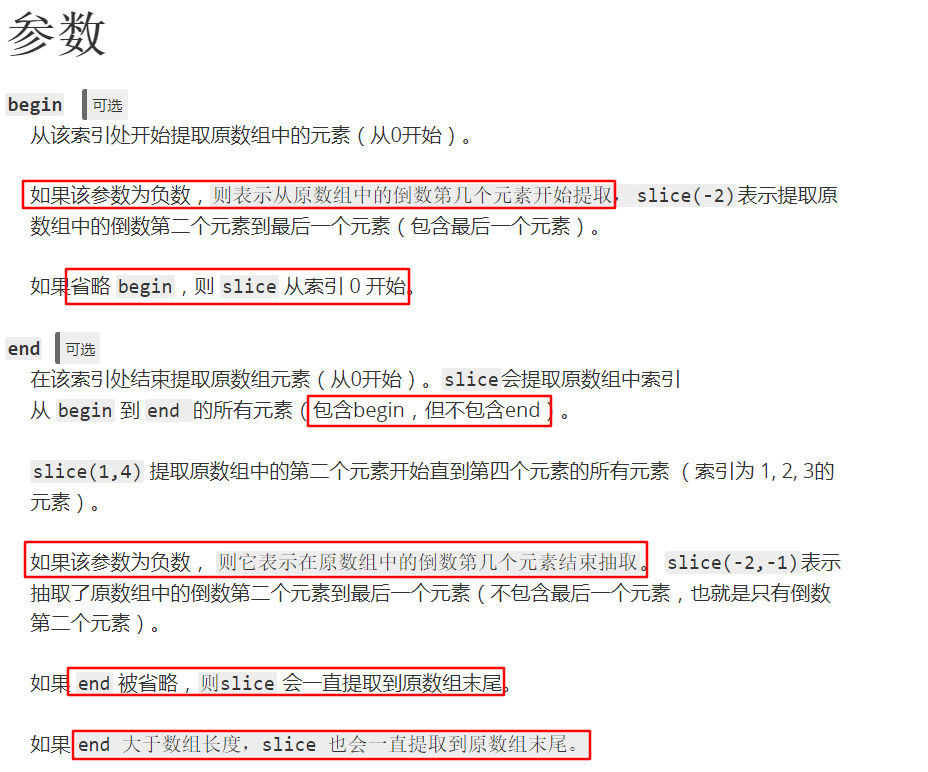 参数
begin 可选
从该索引处开始提取原数组中的元素（从0开始）。
如果该参数为负数，则表示从原数组中的倒数第几个元素开始提取，slice(-2)表示提取原
数组中的倒数第二个元素到最后一个元素（包含最后一个元素）。
如果省略 begin，则 slice 从索引 0 开始。
end 可选
在该索引处结束提取原数组元素（从0开始）。slice会提取原数组中索引
从 begin 到 end 的所有元素（包含begin，但不包含end）。
slice(1,4) 提取原数组中的第二个元素开始直到第四个元素的所有元素 （索引为 1, 2, 3的
元素）。
如果该参数为负数， 则它表示在原数组中的倒数第几个元素结束抽取。 slice(-2,-1)表示
抽取了原数组中的倒数第二个元素到最后一个元素（不包含最后一个元素，也就是只有倒数
第二个元素）。
如果 end 被省略，则slice 会一直提取到原数组末尾。
如果 end 大于数组长度，slice 也会一直提取到原数组末尾。